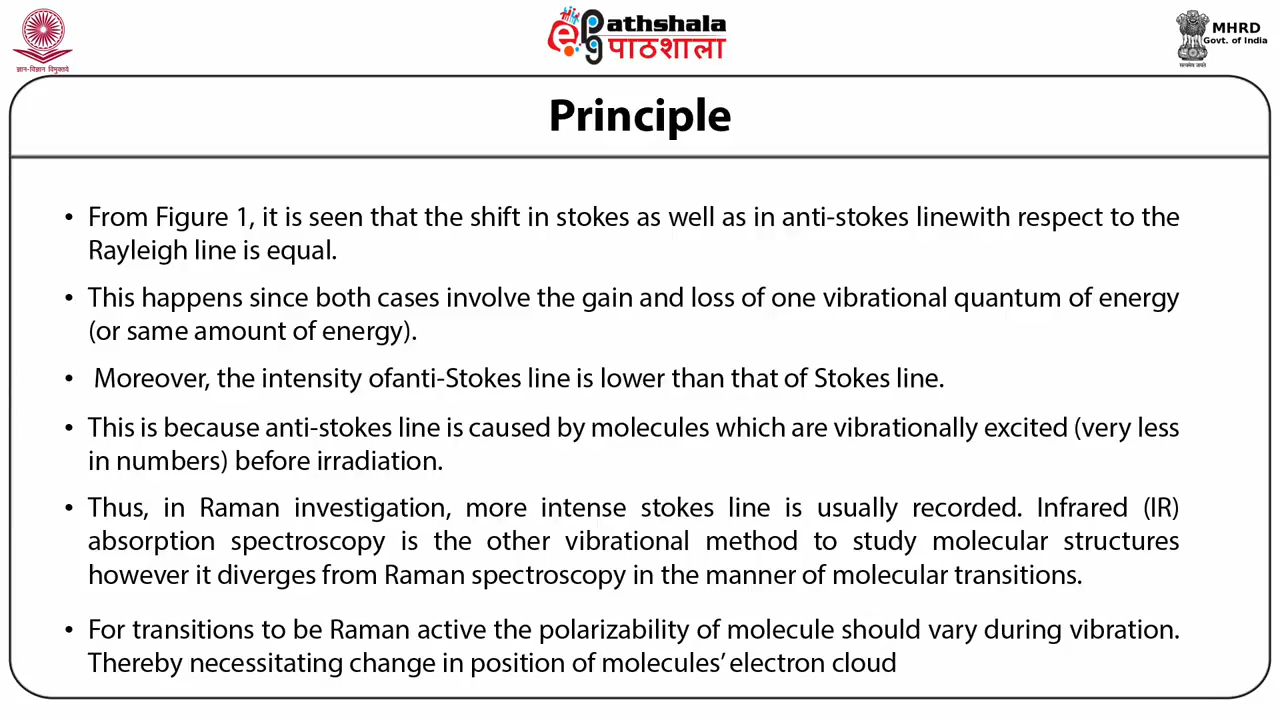 ज्ञान-विज्ञान विमुक्तये
epg
athshala
पाठशाला
MHRD
Govt. of India
सत्यमेव जयते
Principle
• From Figure 1, it is seen that the shift in stokes as well as in anti-stokes linewith respect to the
Rayleigh line is equal.
• This happens since both cases involve the gain and loss of one vibrational quantum of energy
(or same amount of energy).
• Moreover, the intensity ofanti-Stokes line is lower than that of Stokes line.
• This is because anti-stokes line is caused by molecules which are vibrationally excited (very less
in numbers) before irradiation.
• Thus, in Raman investigation, more intense stokes line is usually recorded. Infrared (IR)
absorption spectroscopy is the other vibrational method to study molecular structures
however it diverges from Raman spectroscopy in the manner of molecular transitions.
• For transitions to be Raman active the polarizability of molecule should vary during vibration.
Thereby necessitating change in position of molecules’ electron cloud